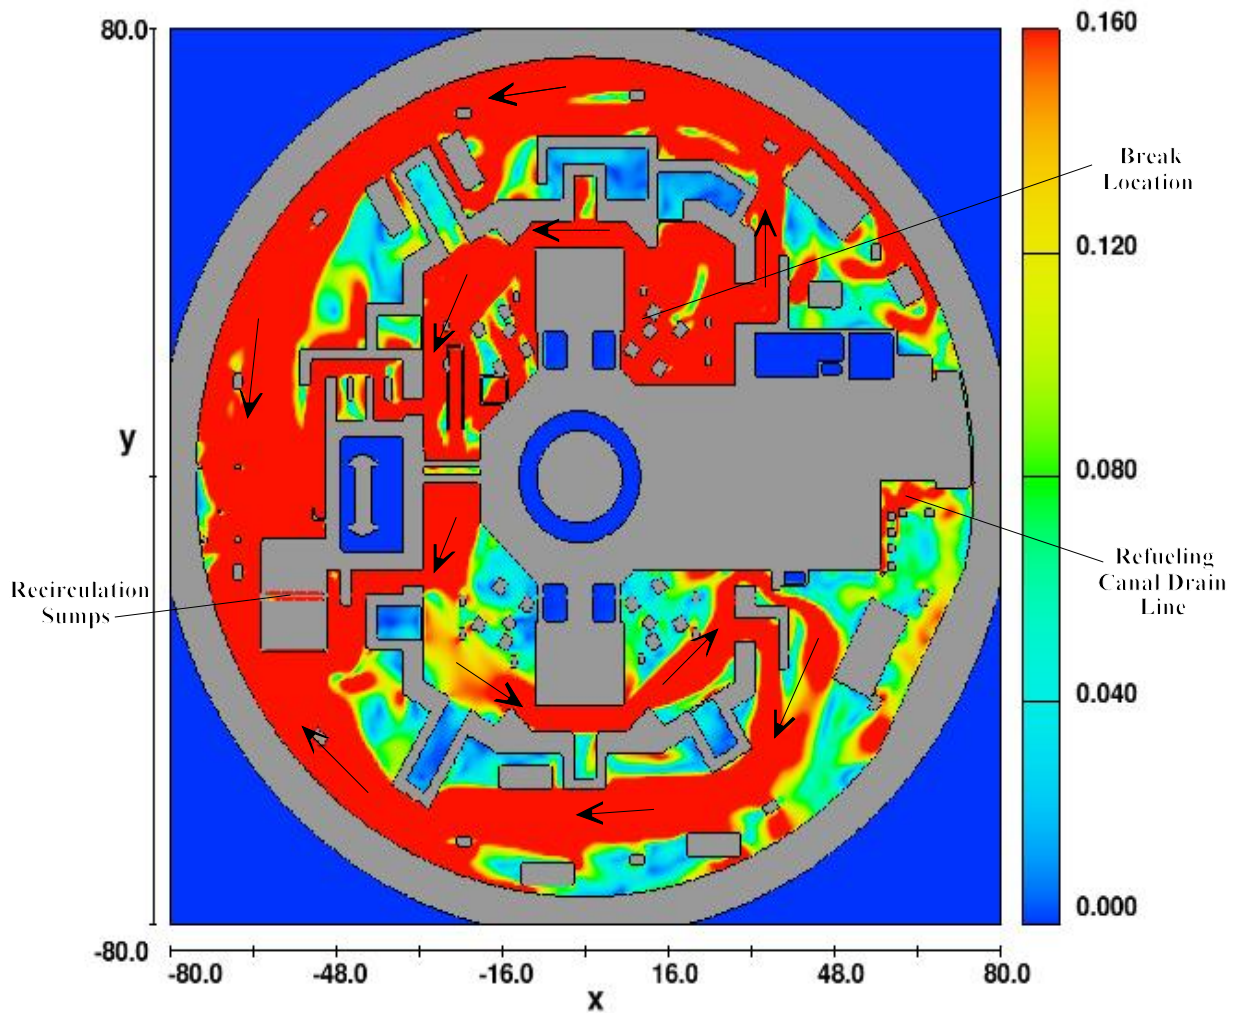 80.0
0.160
Break
Location
0.120
y
0.080
Refueling
Canal Drain
Line
Recirculation
Sumps
0.040
0.000
-80.0
-80.0 -48.0 -16.0 16.0 48.0 80.0
x